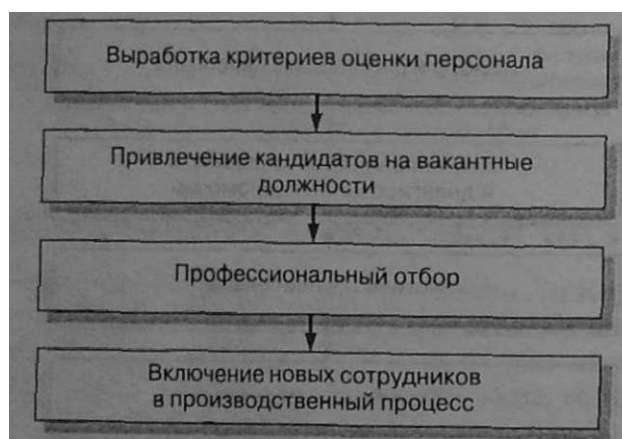 Выработка критериев оценки персонала
Привлечение кандидатов на вакантные
должности
Профессиональный отбор
Включение новых сотрудников
в производственный процесс